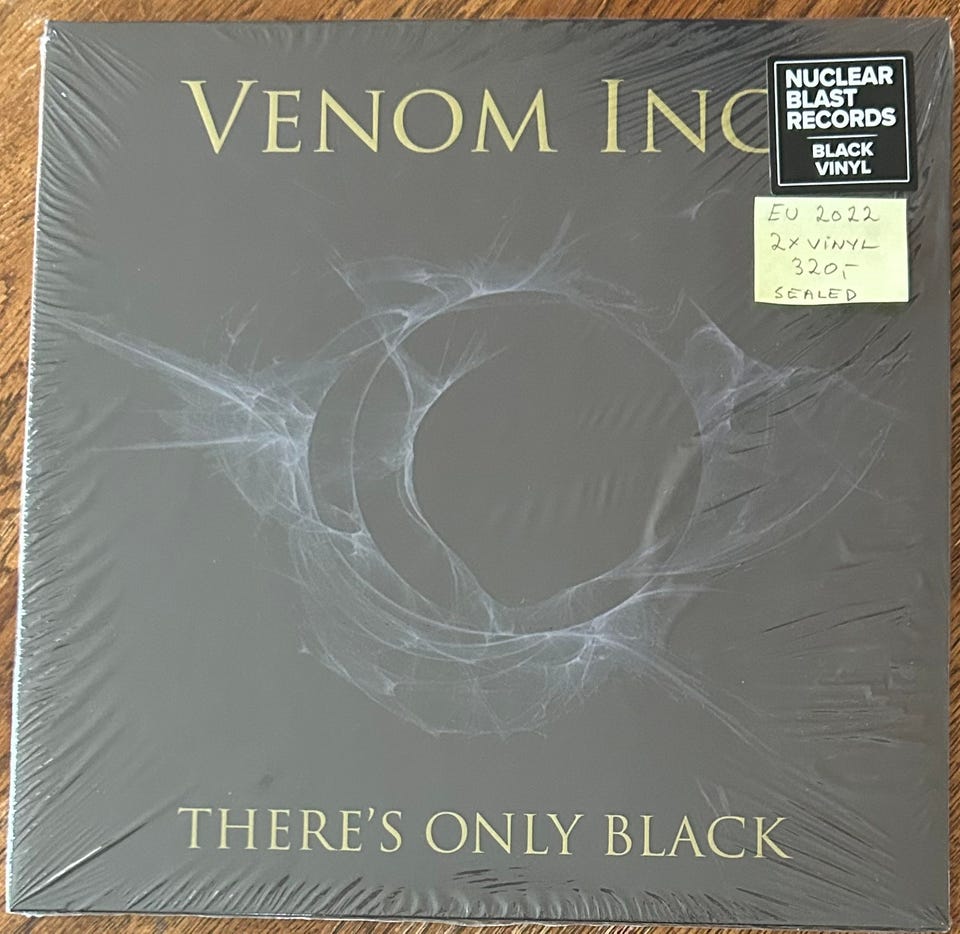 VENOM INC
NUCLEAR
BLAST
RECORDS
BLACK
VINYL
EU 2022
2x VINYL
320,-
SEALED
THERE'S ONLY BLACK